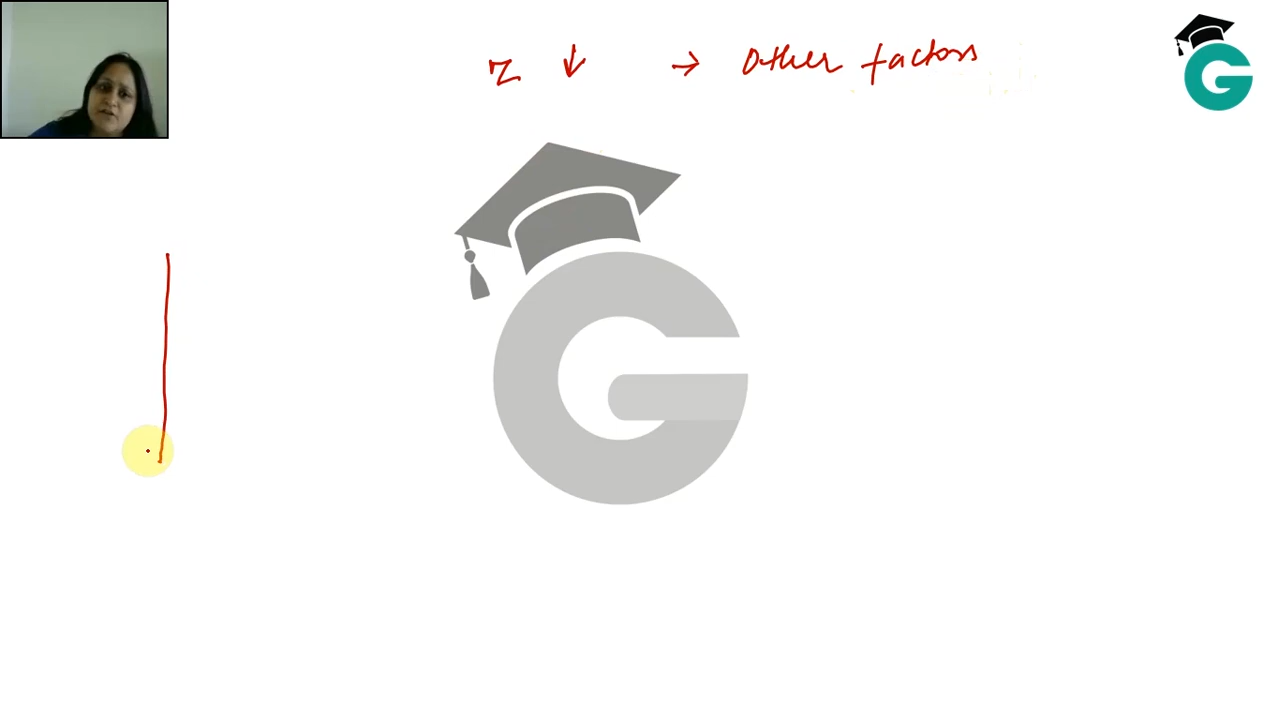 r ↓ → Other factors
G
G